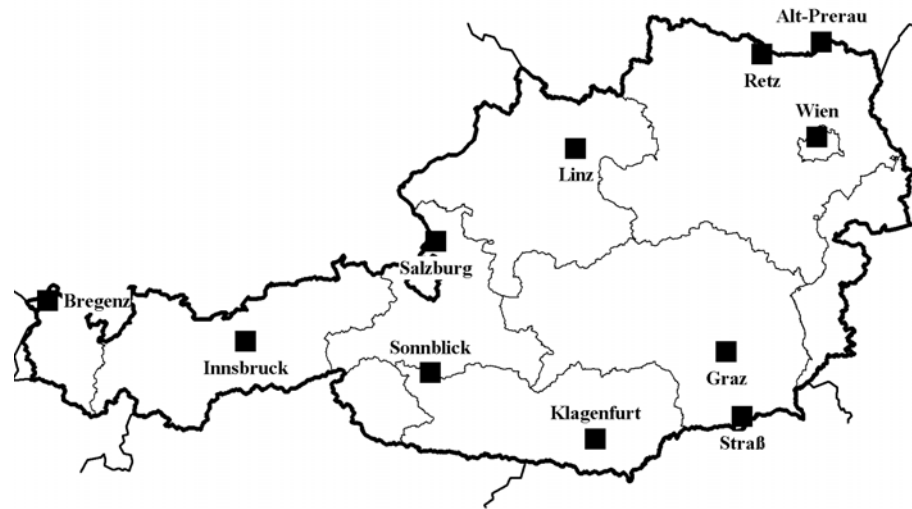 Alt-Prerau
Retz
Wien
Linz
Salzburg
Bregenz
Innsbruck
Sonnblick
Graz
Klagenfurt
Straß